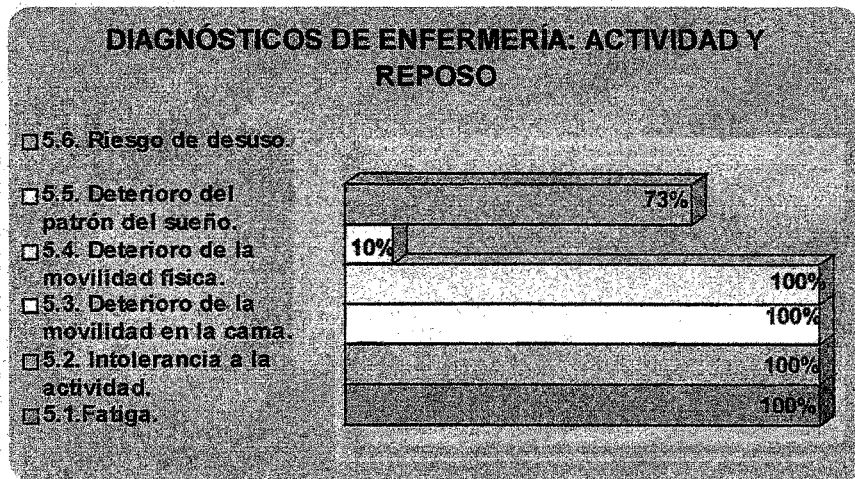 DIAGNÓSTICOS DE ENFERMERÍA: ACTIVIDAD Y
REPOSO
5.6. Riesgo de desuso.
5.5. Deterioro del
patrón del sueño.
5.4. Deterioro de la
movilidad física.
5.3. Deterioro de la
movilidad en la cama.
5.2. Intolerancia a la
actividad.
5.1.Fatiga.
73%
10%
100%
100%
100%
100%